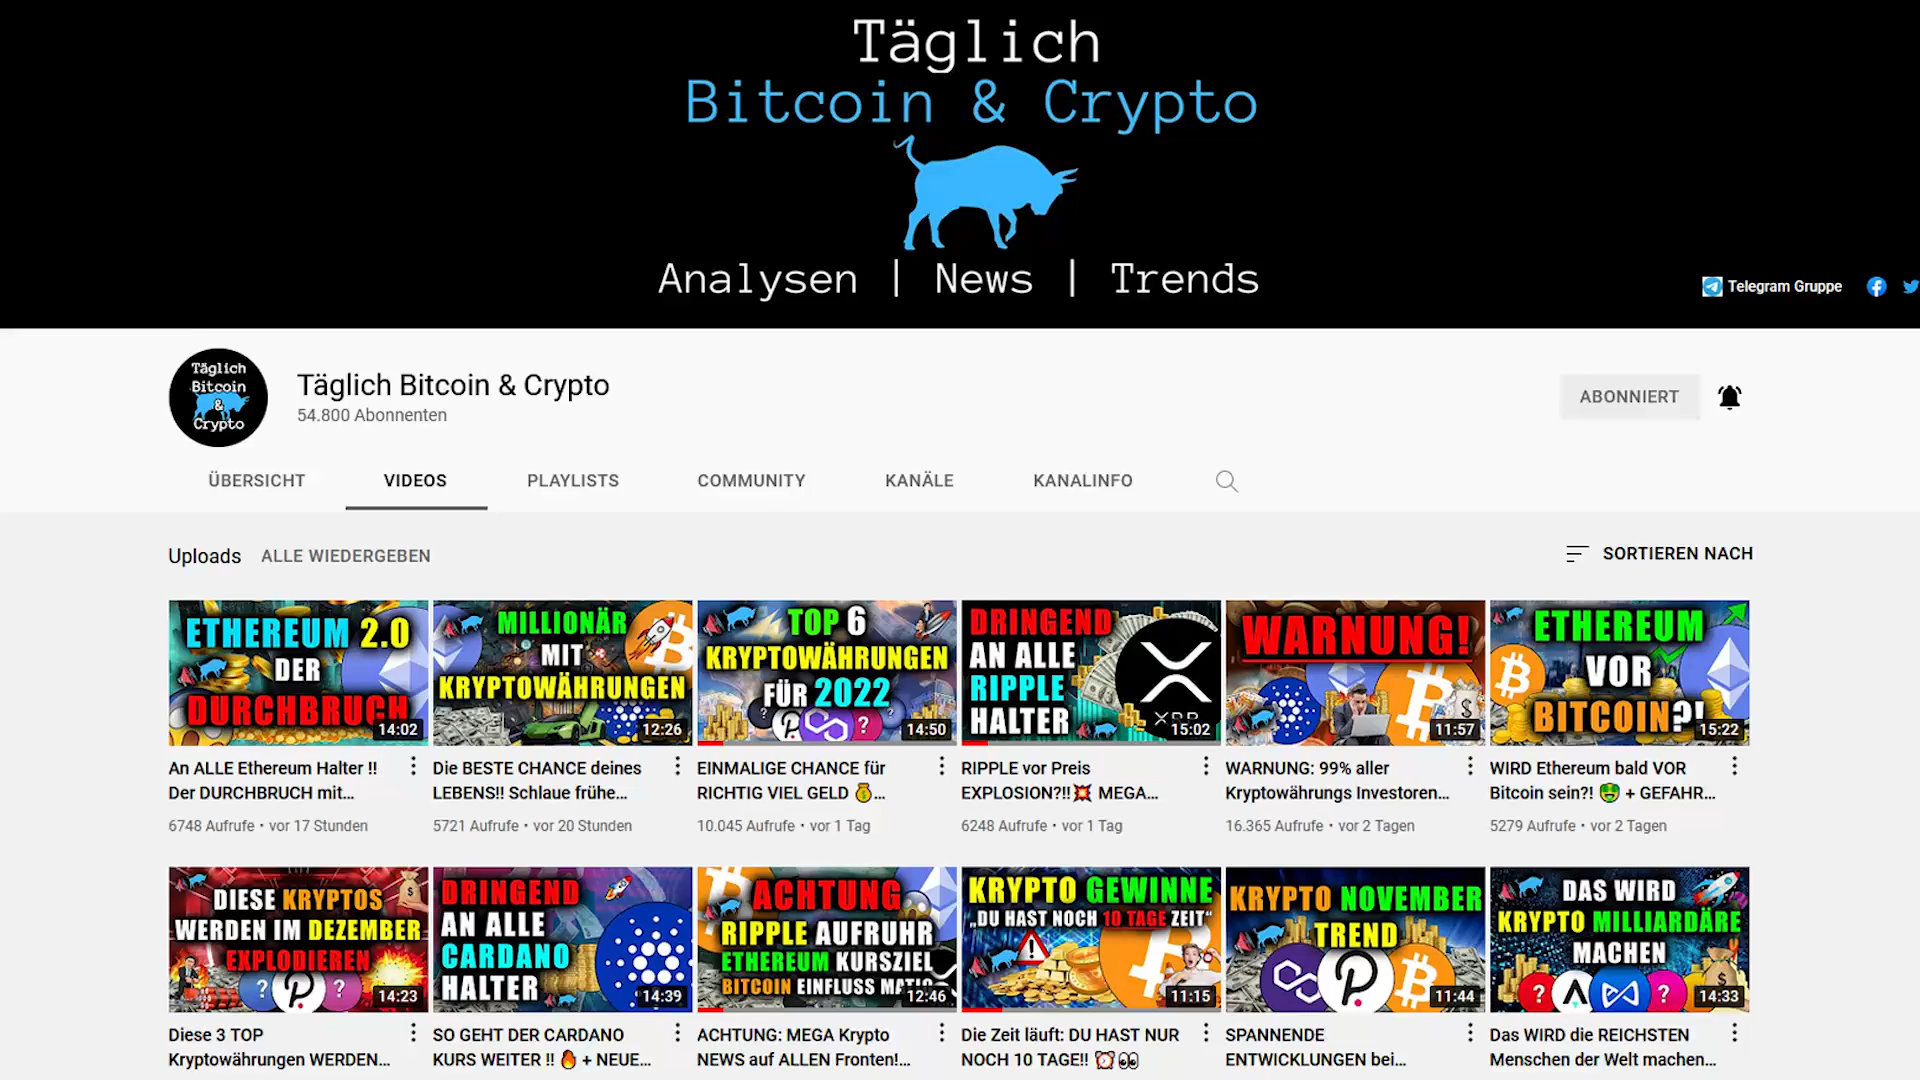 Täglich
Bitcoin & Crypto
Analysen | News | Trends
Telegram Gruppe
Täglich
Bitcoin
&
Crypto
Täglich Bitcoin & Crypto
54.800 Abonnenten
ABONNIERT
ÜBERSICHT VIDEOS PLAYLISTS COMMUNITY KANÄLE KANALINFO
Uploads ALLE WIEDERGEBEN
SORTIEREN NACH
ETHEREUM 2.0
DER
DURCHBRUCH
14:02
MILLIONÄR
MIT
KRYPTOWÄHRUNGEN
12:26
TOP 6
KRYPTOWÄHRUNGEN
FÜR 2022
14:50
DRINGEND
AN ALLE
RIPPLE
HALTER
XRP
15:02
WARNUNG!
11:57
ETHEREUM
VOR
BITCOIN?!
15:22
An ALLE Ethereum Halter !!
Der DURCHBRUCH mit...
6748 Aufrufe • vor 17 Stunden
Die BESTE CHANCE deines
LEBENS!! Schlaue frühe...
5721 Aufrufe • vor 20 Stunden
EINMALIGE CHANCE für
RICHTIG VIEL GELD 💰...
10.045 Aufrufe • vor 1 Tag
RIPPLE vor Preis
EXPLOSION?!!💥 MEGA...
6248 Aufrufe • vor 1 Tag
WARNUNG: 99% aller
Kryptowährungs Investoren...
16.365 Aufrufe • vor 2 Tagen
WIRD Ethereum bald VOR
Bitcoin sein?! 🤑 + GEFAHR...
5279 Aufrufe • vor 2 Tagen
DIESE KRYPTOS
WERDEN IM DEZEMBER
EXPLODIEREN
14:23
DRINGEND
AN ALLE
CARDANO
HALTER
14:39
ACHTUNG
RIPPLE AUFRUHR
ETHEREUM KURSZIEL
BITCOIN EINFLUSS
12:46
KRYPTO GEWINNE
„DU HAST NOCH 10 TAGE ZEIT“
11:15
KRYPTO NOVEMBER
TREND
11:44
DAS WIRD
KRYPTO MILLIARDÄRE
MACHEN
14:33
Diese 3 TOP
Kryptowährungen WERDEN...
SO GEHT DER CARDANO
KURS WEITER !! 🔥 + NEUE...
ACHTUNG: MEGA Krypto
NEWS auf ALLEN Fronten!...
Die Zeit läuft: DU HAST NUR
NOCH 10 TAGE!! ⏰👀
SPANNENDE
ENTWICKLUNGEN bei...
Das WIRD die REICHSTEN
Menschen der Welt machen...